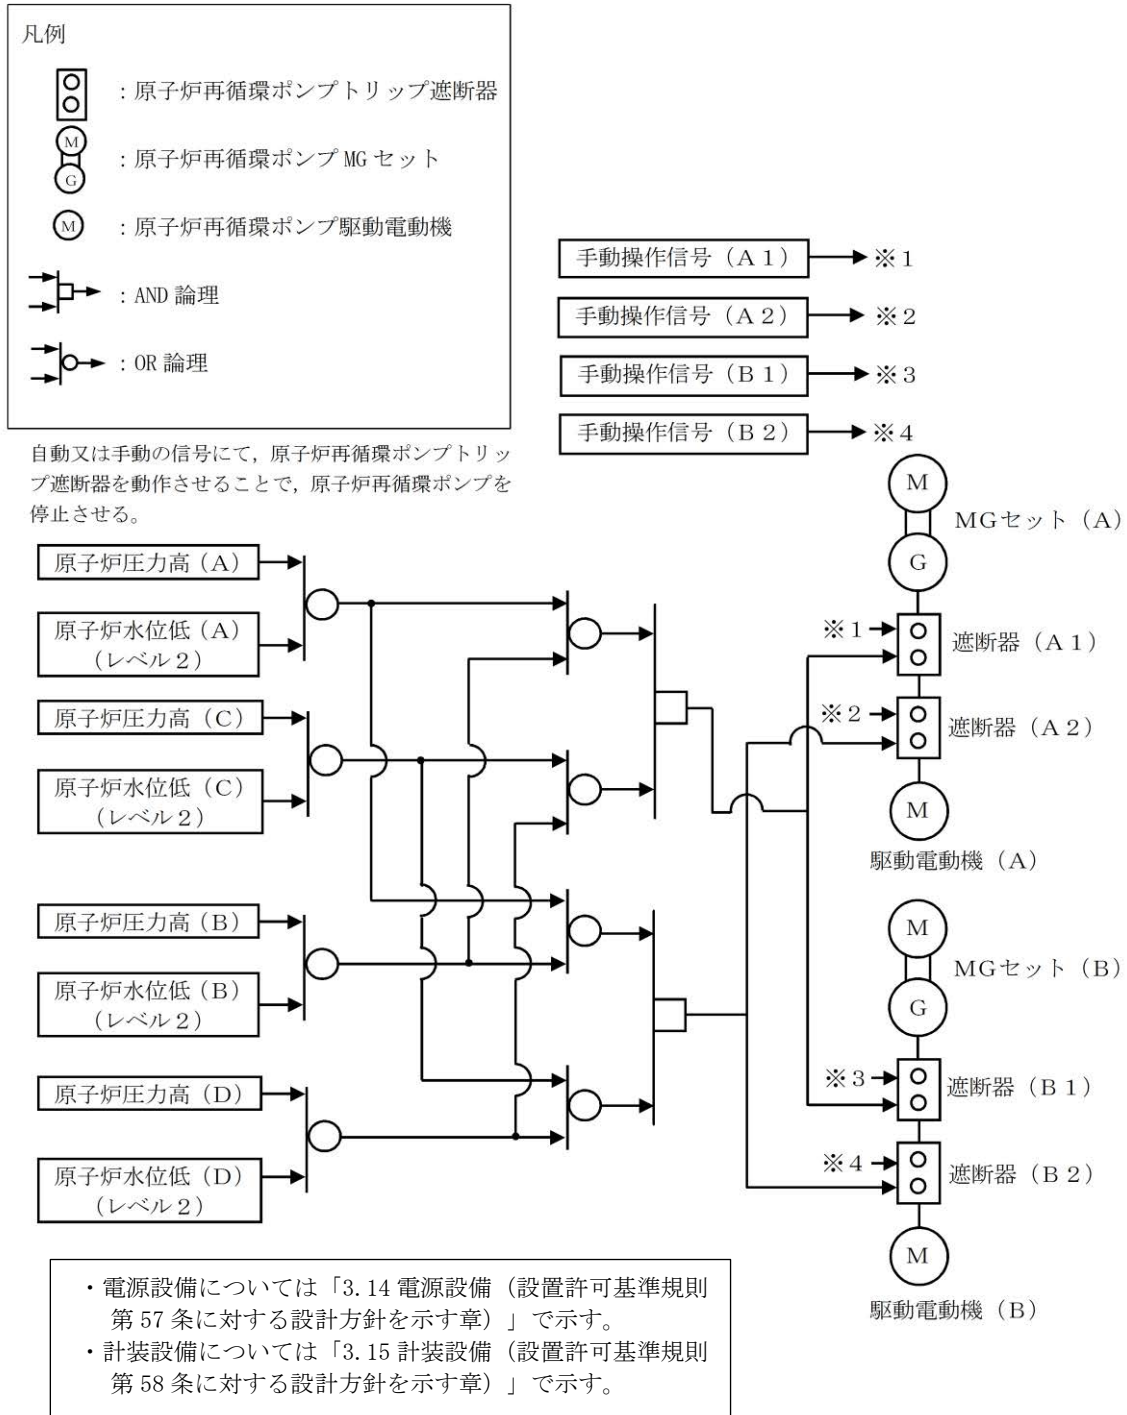 凡例
：原子炉再循環ポンプトリップ遮断器
M
G
：原子炉再循環ポンプ MG セット
M
：原子炉再循環ポンプ駆動電動機
：AND 論理
：OR 論理
手動操作信号（Ａ１）
※１
手動操作信号（Ａ２）
※２
手動操作信号（Ｂ１）
※３
手動操作信号（Ｂ２）
※４
自動又は手動の信号にて，原子炉再循環ポンプトリッ
プ遮断器を動作させることで，原子炉再循環ポンプを
停止させる。
原子炉圧力高（Ａ）
原子炉水位低（Ａ）
（レベル２）
原子炉圧力高（Ｃ）
原子炉水位低（Ｃ）
（レベル２）
原子炉圧力高（Ｂ）
原子炉水位低（Ｂ）
（レベル２）
原子炉圧力高（Ｄ）
原子炉水位低（Ｄ）
（レベル２）
M
MGセット（Ａ）
G
※１
遮断器（Ａ１）
※２
遮断器（Ａ２）
M
駆動電動機（Ａ）
M
MGセット（Ｂ）
G
※３
遮断器（Ｂ１）
※４
遮断器（Ｂ２）
M
駆動電動機（Ｂ）
・電源設備については「3.14 電源設備（設置許可基準規則
第 57 条に対する設計方針を示す章）」で示す。
・計装設備については「3.15 計装設備（設置許可基準規則
第 58 条に対する設計方針を示す章）」で示す。